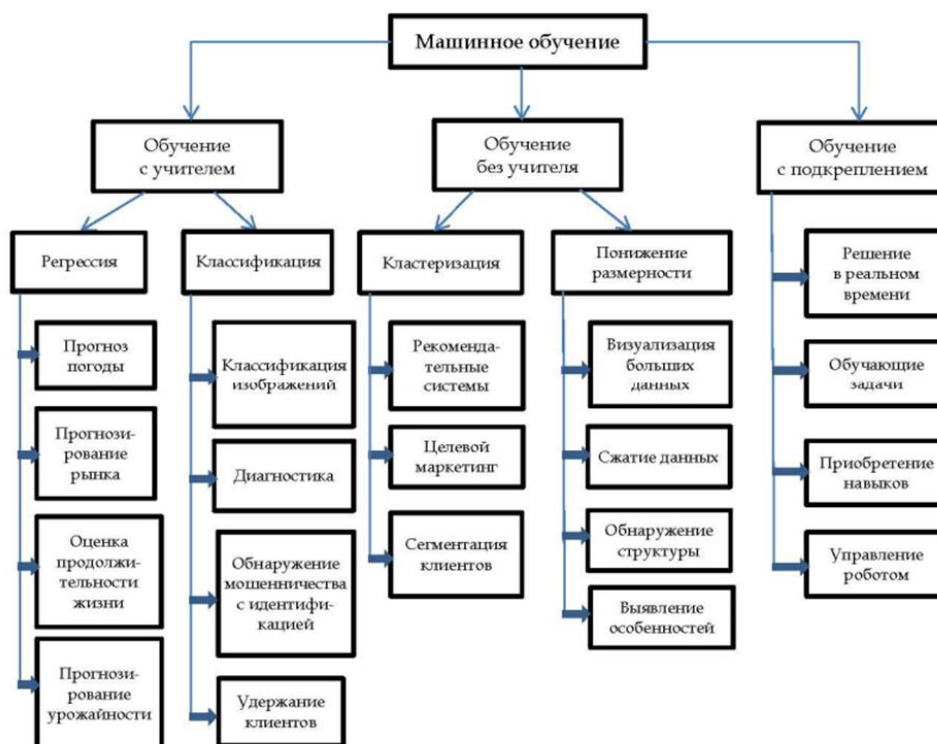 Машинное обучение
Обучение
с учителем
Обучение
без учителя
Обучение
с подкреплением
Регрессия
Классификация
Кластеризация
Понижение
размерности
Прогноз
погоды
Прогнозі-
рование
рынка
Оценка
продолжи-
тельности
жизни
Прогнози-
рование
урожайности
Классификация
изображений
Диагностика
Обнаружение
мошенничества
с идентифи-
кацией
Удержание
клиентов
Рекоменда-
тельные
системы
Целевой
маркетинг
Сегментация
клиентов
Визуализация
больших
данных
Сжатие данных
Обнаружение
структуры
Выявление
особенностей
Решение
в реальном
времени
Обучающие
задачи
Приобретение
навыков
Управление
роботом